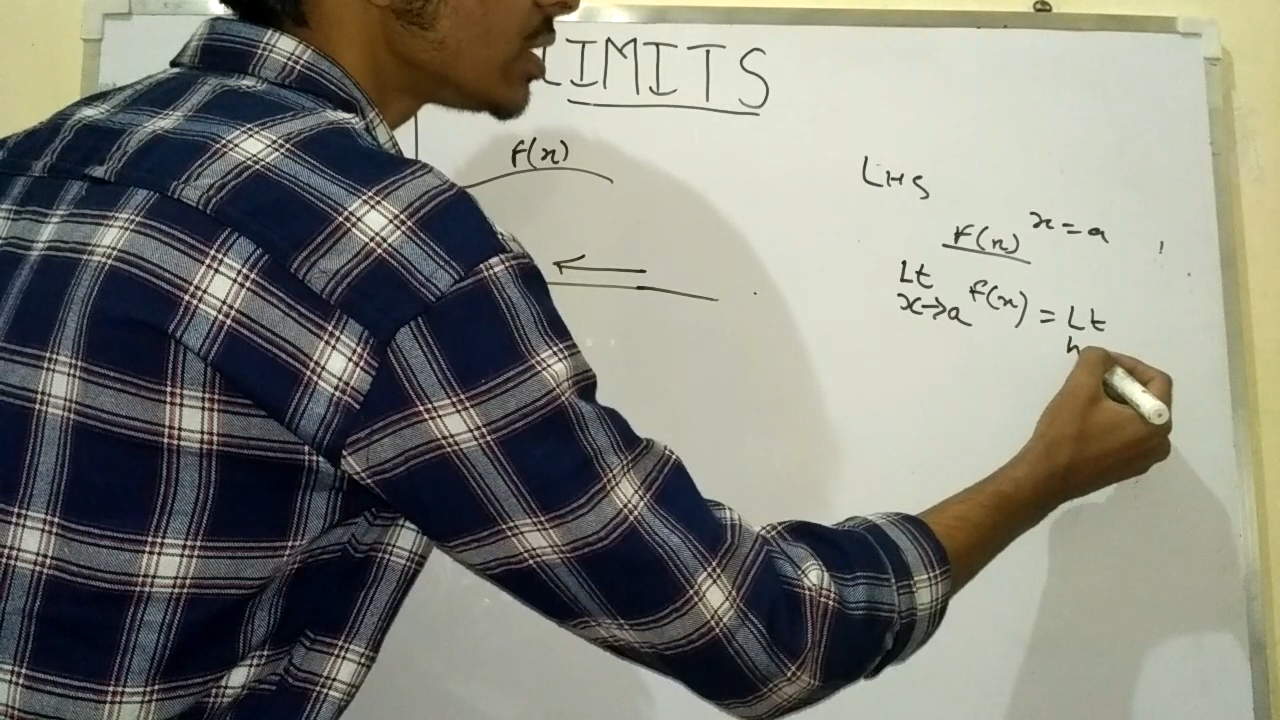 LIMITS
f(x)
LHS
f(x) x=a
Lt f(x) = Lt
x→a h